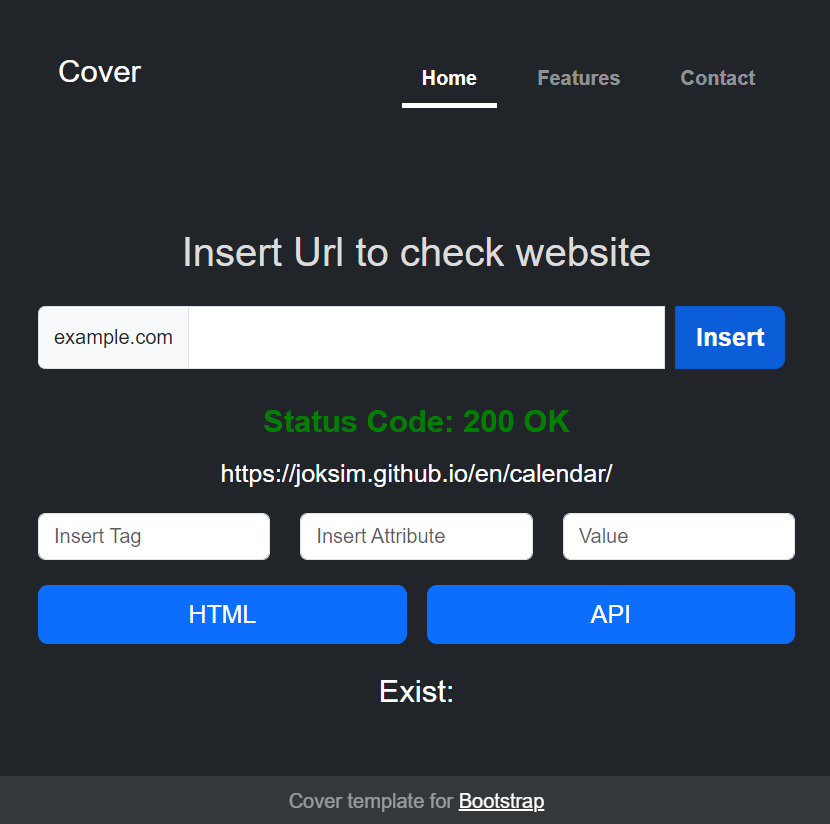 Cover
Home Features Contact
Insert Url to check website
example.com Insert
Status Code: 200 OK
https://joksim.github.io/en/calendar/
Insert Tag Insert Attribute Value
HTML API
Exist:
Cover template for Bootstrap